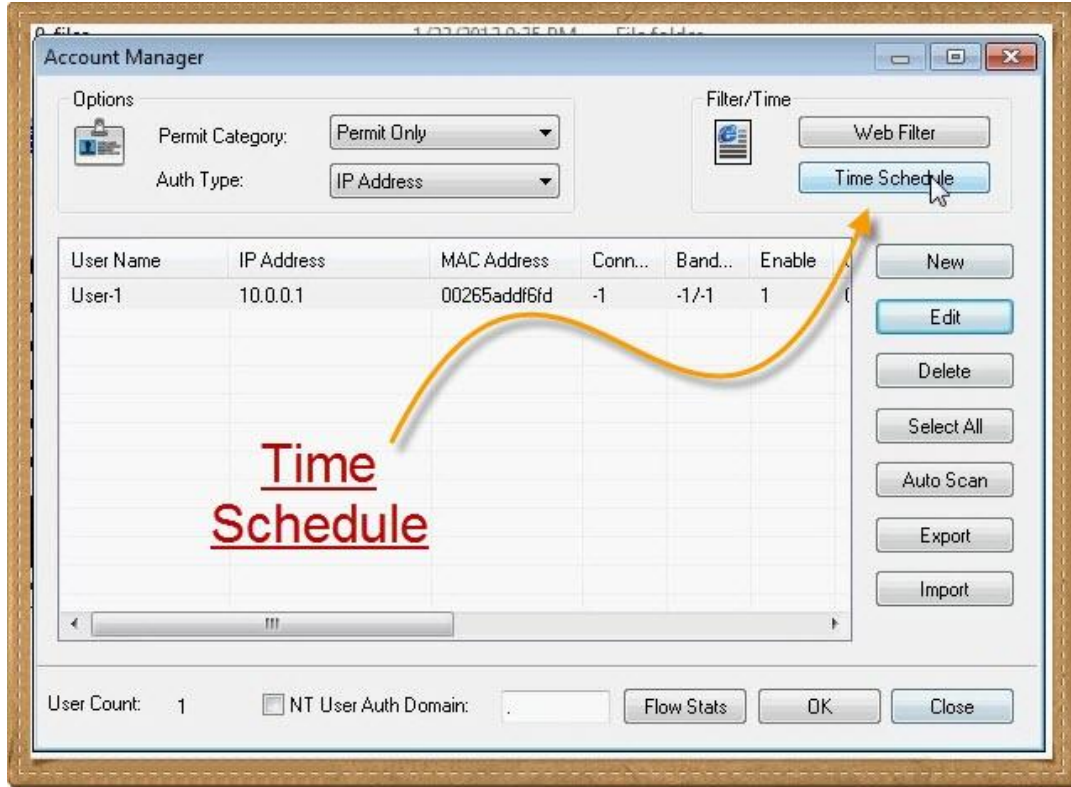 Account Manager
Options
Permit Category: Permit Only
Auth Type: IP Address
Filter/Time
Web Filter
Time Schedule
User Name IP Address MAC Address Conn... Band... Enable
User-1 10.0.0.1 00265addf6fd -1 -1/-1 1
New
Edit
Delete
Select All
Auto Scan
Export
Import
Time
Schedule
User Count: 1 NT User Auth Domain: . Flow Stats OK Close